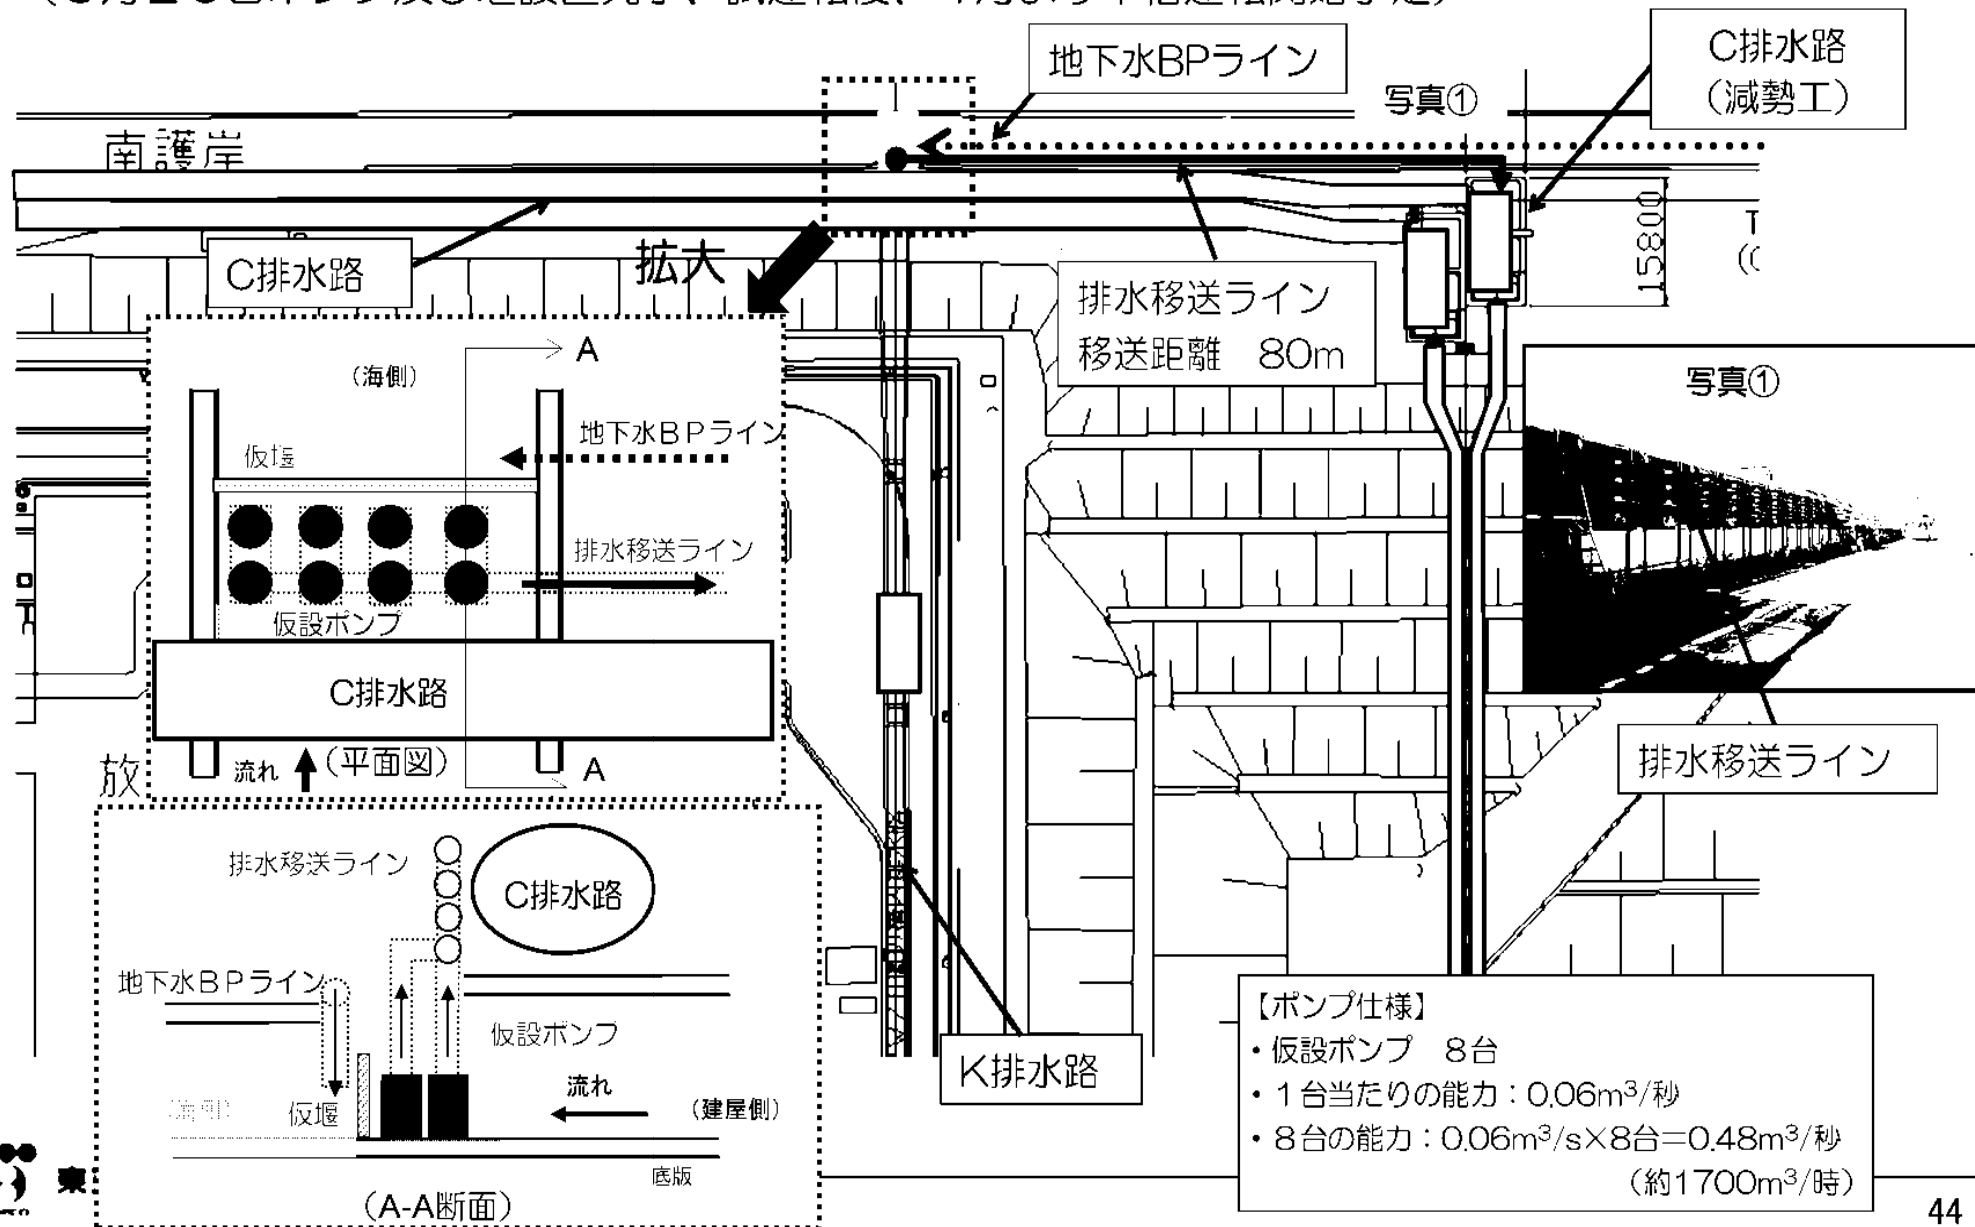 地下水BPライン
C排水路
（減勢工）
写真①
南護岸
C排水路
拡大
15800
排水移送ライン
移送距離　80m
写真①
A
（海側）
地下水ＢＰライン
仮堰
排水移送ライン
仮設ポンプ
C排水路
放
流れ
（平面図）
A
排水移送ライン
排水移送ライン
C排水路
地下水ＢＰライン
仮設ポンプ
流れ
（建屋側）
仮堰
底版
（A-A断面）
K排水路
【ポンプ仕様】
・仮設ポンプ　8台
・１台当たりの能力：0.06m³/秒
・８台の能力：0.06m³/s×8台＝0.48m³/秒
（約1700m³/時）
東
44